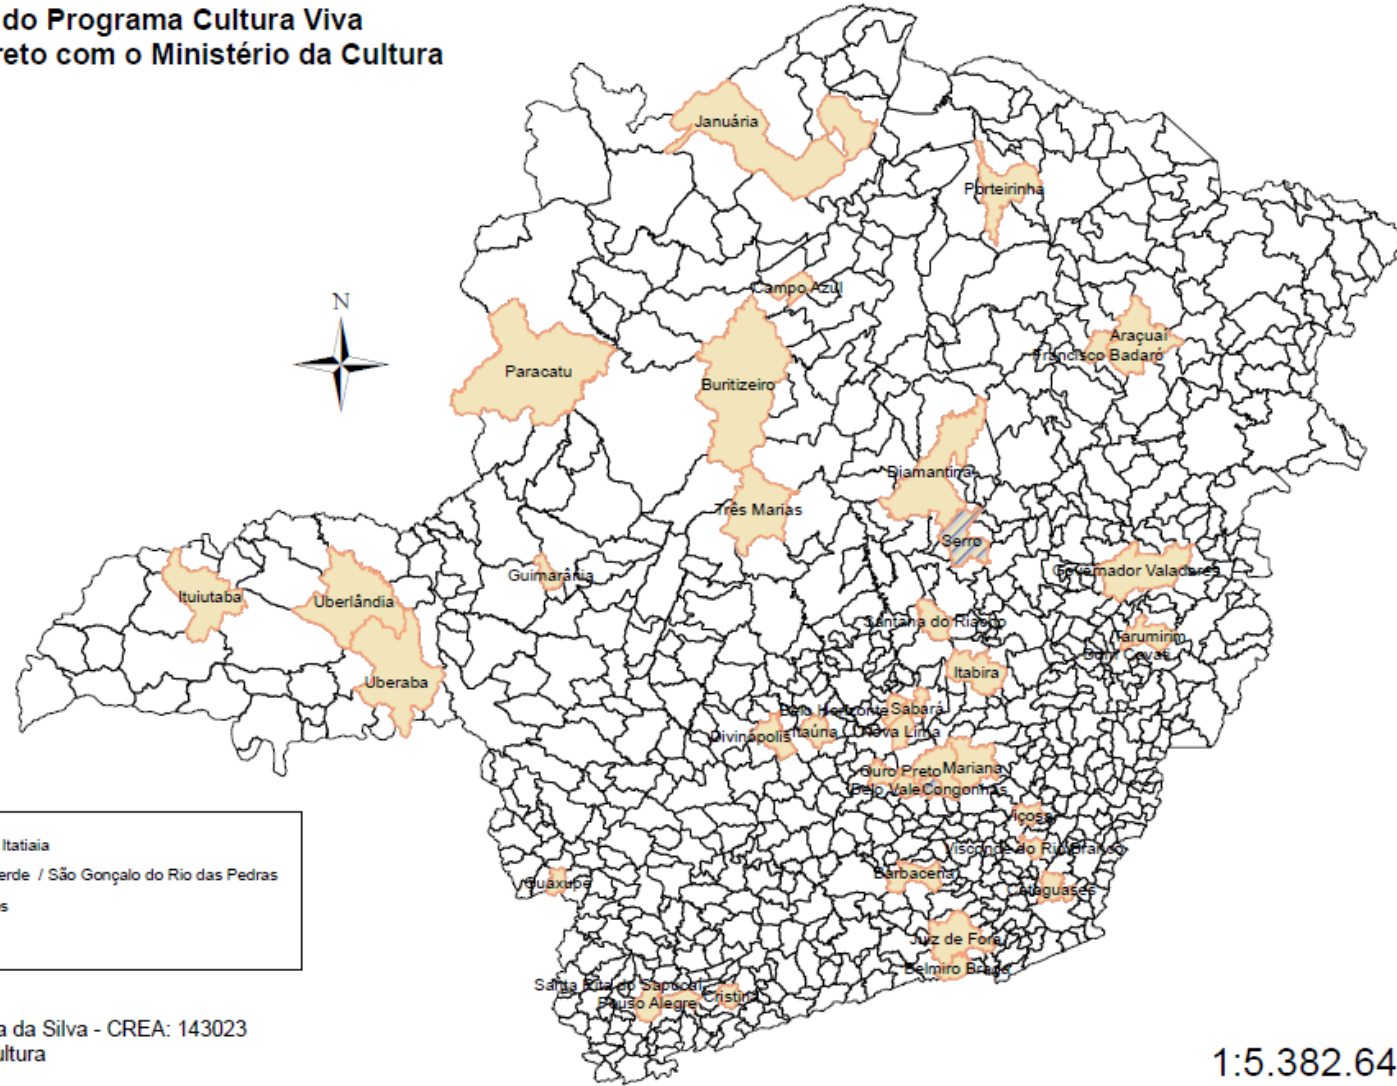 do Programa Cultura Viva
reto com o Ministério da Cultura
Januária
Porteirinha
Campo Azul
N
Araçuaí
Francisco Badaró
Paracatu
Buritizeiro
Diamantina
Três Marias
Serro
Governador Valadares
Guimarânia
Ituiutaba
Uberlândia
Santana do Riacho
Tarumirim
Dom Cavati
Itabira
Uberaba
Belo Horizonte
Sabará
Divinópolis
Itaúna
Nova Lima
Ouro Preto
Mariana
Belo Vale
Congonhas
Viçosa
Itatiaia
Visconde do Rio Branco
erde / São Gonçalo do Rio das Pedras
Barbacena
Guaxupé
Cataguases
s
Juiz de Fora
Belmiro Braga
Santa Rita do Sapucaí
Pouso Alegre
Cristina
a da Silva - CREA: 143023
ultura
1:5.382.64